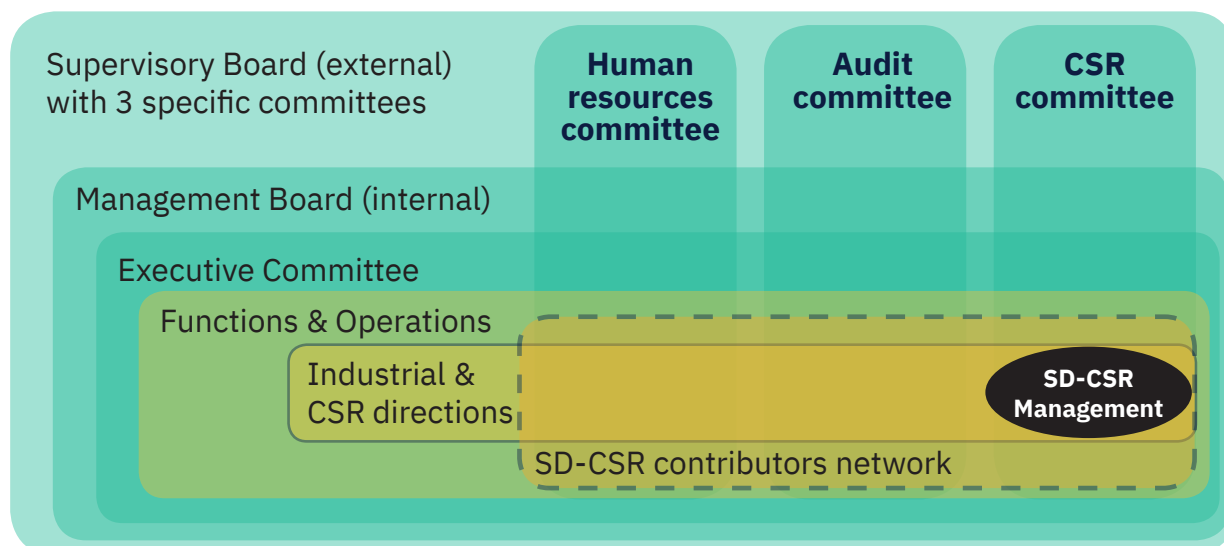 Supervisory Board (external)
with 3 specific committees
Human
resources
committee
Audit
committee
CSR
committee
Management Board (internal)
Executive Committee
Functions & Operations
Industrial &
CSR directions
SD-CSR
Management
SD-CSR contributors network